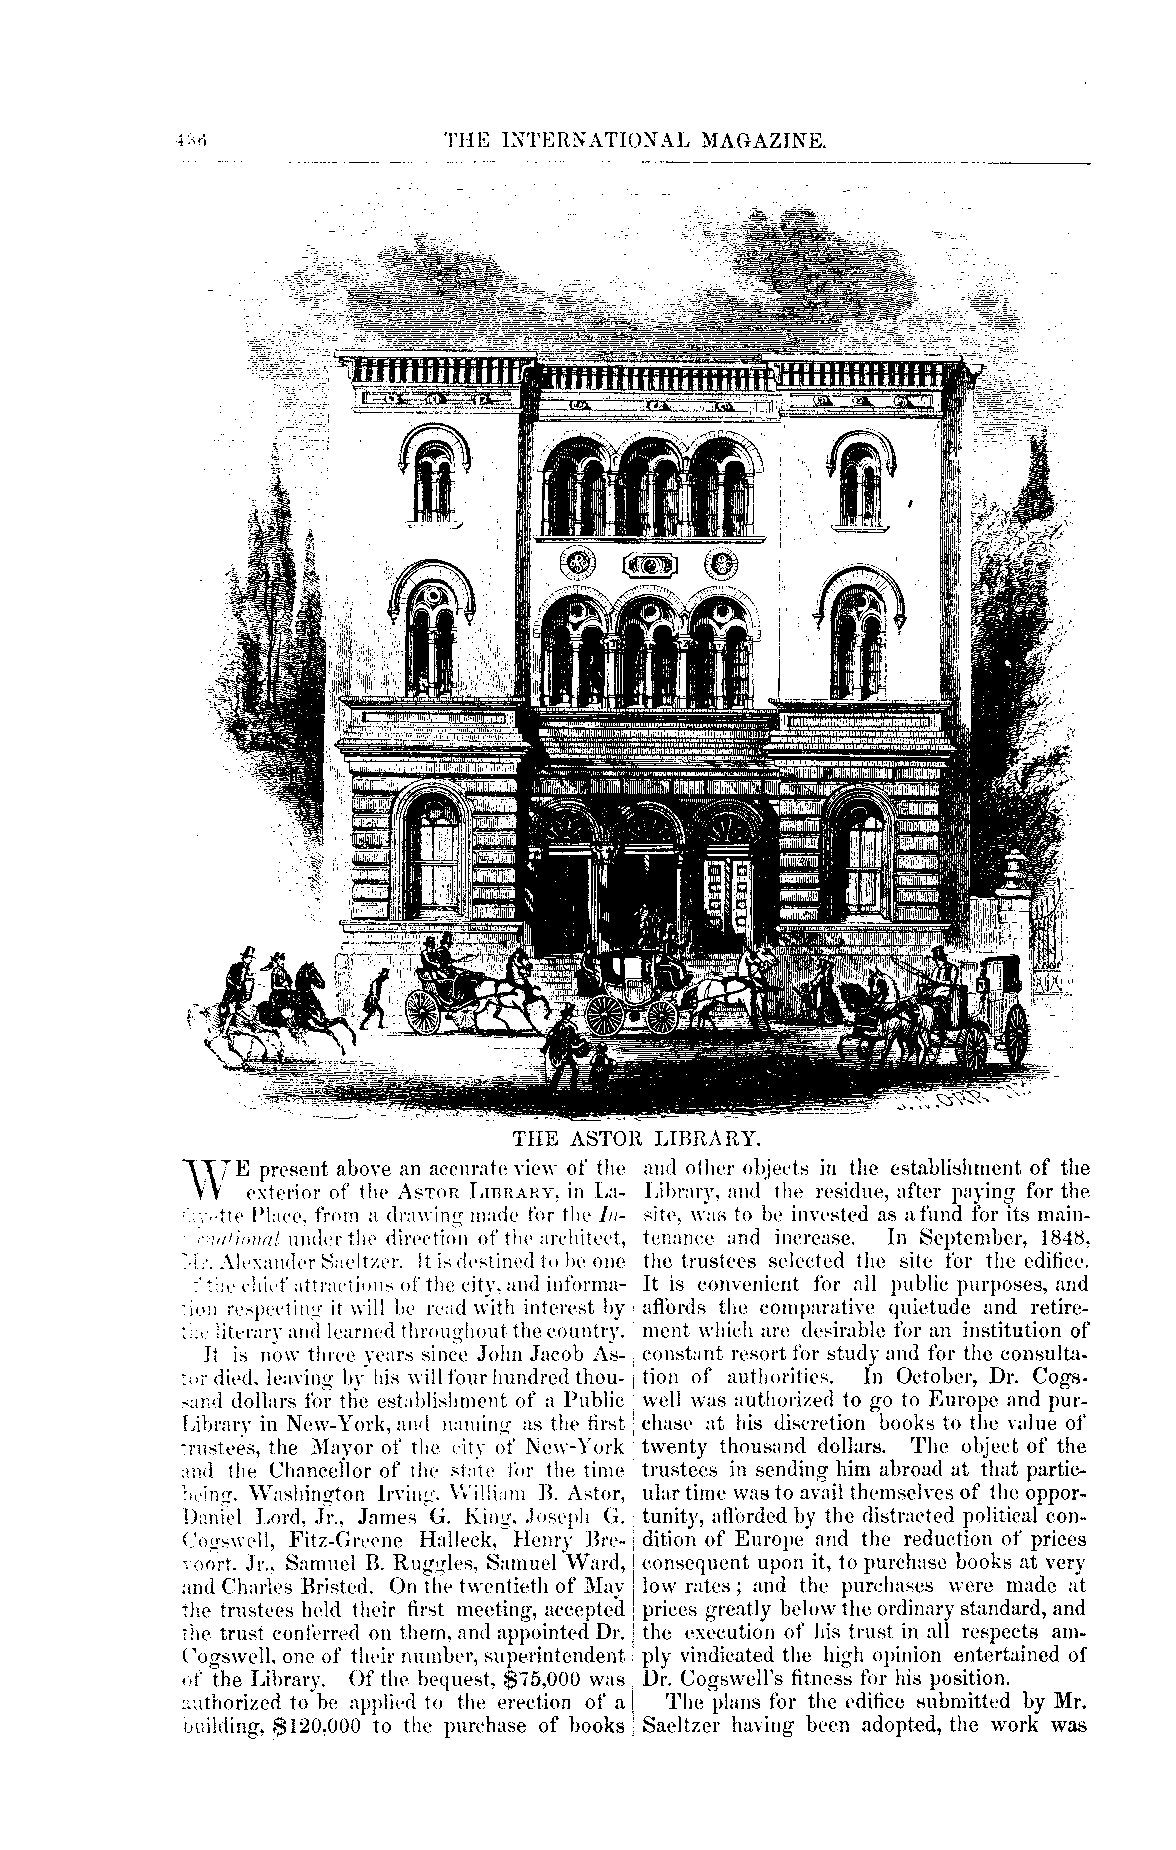 436 THE INTERNATIONAL MAGAZINE.
J.W. ORR
THE ASTOR LIBRARY.
WE present above an accurate view of the
exterior of the ASTOR LIBRARY, in La-
fayette Place, from a drawing made for the In-
ternational under the direction of the architect,
Mr. Alexander Saeltzer. It is destined to be one
of the chief attractions of the city, and informa-
tion respecting it will be read with interest by
the literary and learned throughout the country.
It is now three years since John Jacob As-
tor died, leaving by his will four hundred thou-
sand dollars for the establishment of a Public
Library in New-York, and naming as the first
trustees, the Mayor of the city of New-York
and the Chancellor of the state for the time
being, Washington Irving, William B. Astor,
Daniel Lord, Jr., James G. King, Joseph G.
Cogswell, Fitz-Greene Halleck, Henry Bre-
voort, Jr., Samuel B. Ruggles, Samuel Ward,
and Charles Bristed. On the twentieth of May
the trustees held their first meeting, accepted
the trust conferred on them, and appointed Dr.
Cogswell, one of their number, superintendent
of the Library. Of the bequest, $75,000 was
authorized to be applied to the erection of a
building, $120,000 to the purchase of books
and other objects in the establishment of the
Library, and the residue, after paying for the
site, was to be invested as a fund for its main-
tenance and increase. In September, 1848,
the trustees selected the site for the edifice.
It is convenient for all public purposes, and
affords the comparative quietude and retire-
ment which are desirable for an institution of
constant resort for study and for the consulta-
tion of authorities. In October, Dr. Cogs-
well was authorized to go to Europe and pur-
chase at his discretion books to the value of
twenty thousand dollars. The object of the
trustees in sending him abroad at that partic-
ular time was to avail themselves of the oppor-
tunity, afforded by the distracted political con-
dition of Europe and the reduction of prices
consequent upon it, to purchase books at very
low rates; and the purchases were made at
prices greatly below the ordinary standard, and
the execution of his trust in all respects am-
ply vindicated the high opinion entertained of
Dr. Cogswell's fitness for his position.
The plans for the edifice submitted by Mr.
Saeltzer having been adopted, the work was